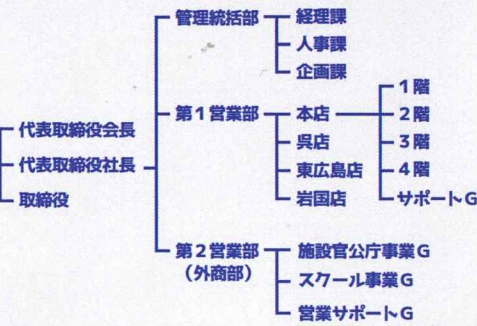 代表取締役会長
代表取締役社長
取締役
管理統括部
経理課
人事課
企画課
第1営業部
本店
呉店
東広島店
岩国店
1階
2階
3階
4階
サポートG
第2営業部
(外商部)
施設官公庁事業G
スクール事業G
営業サポートG